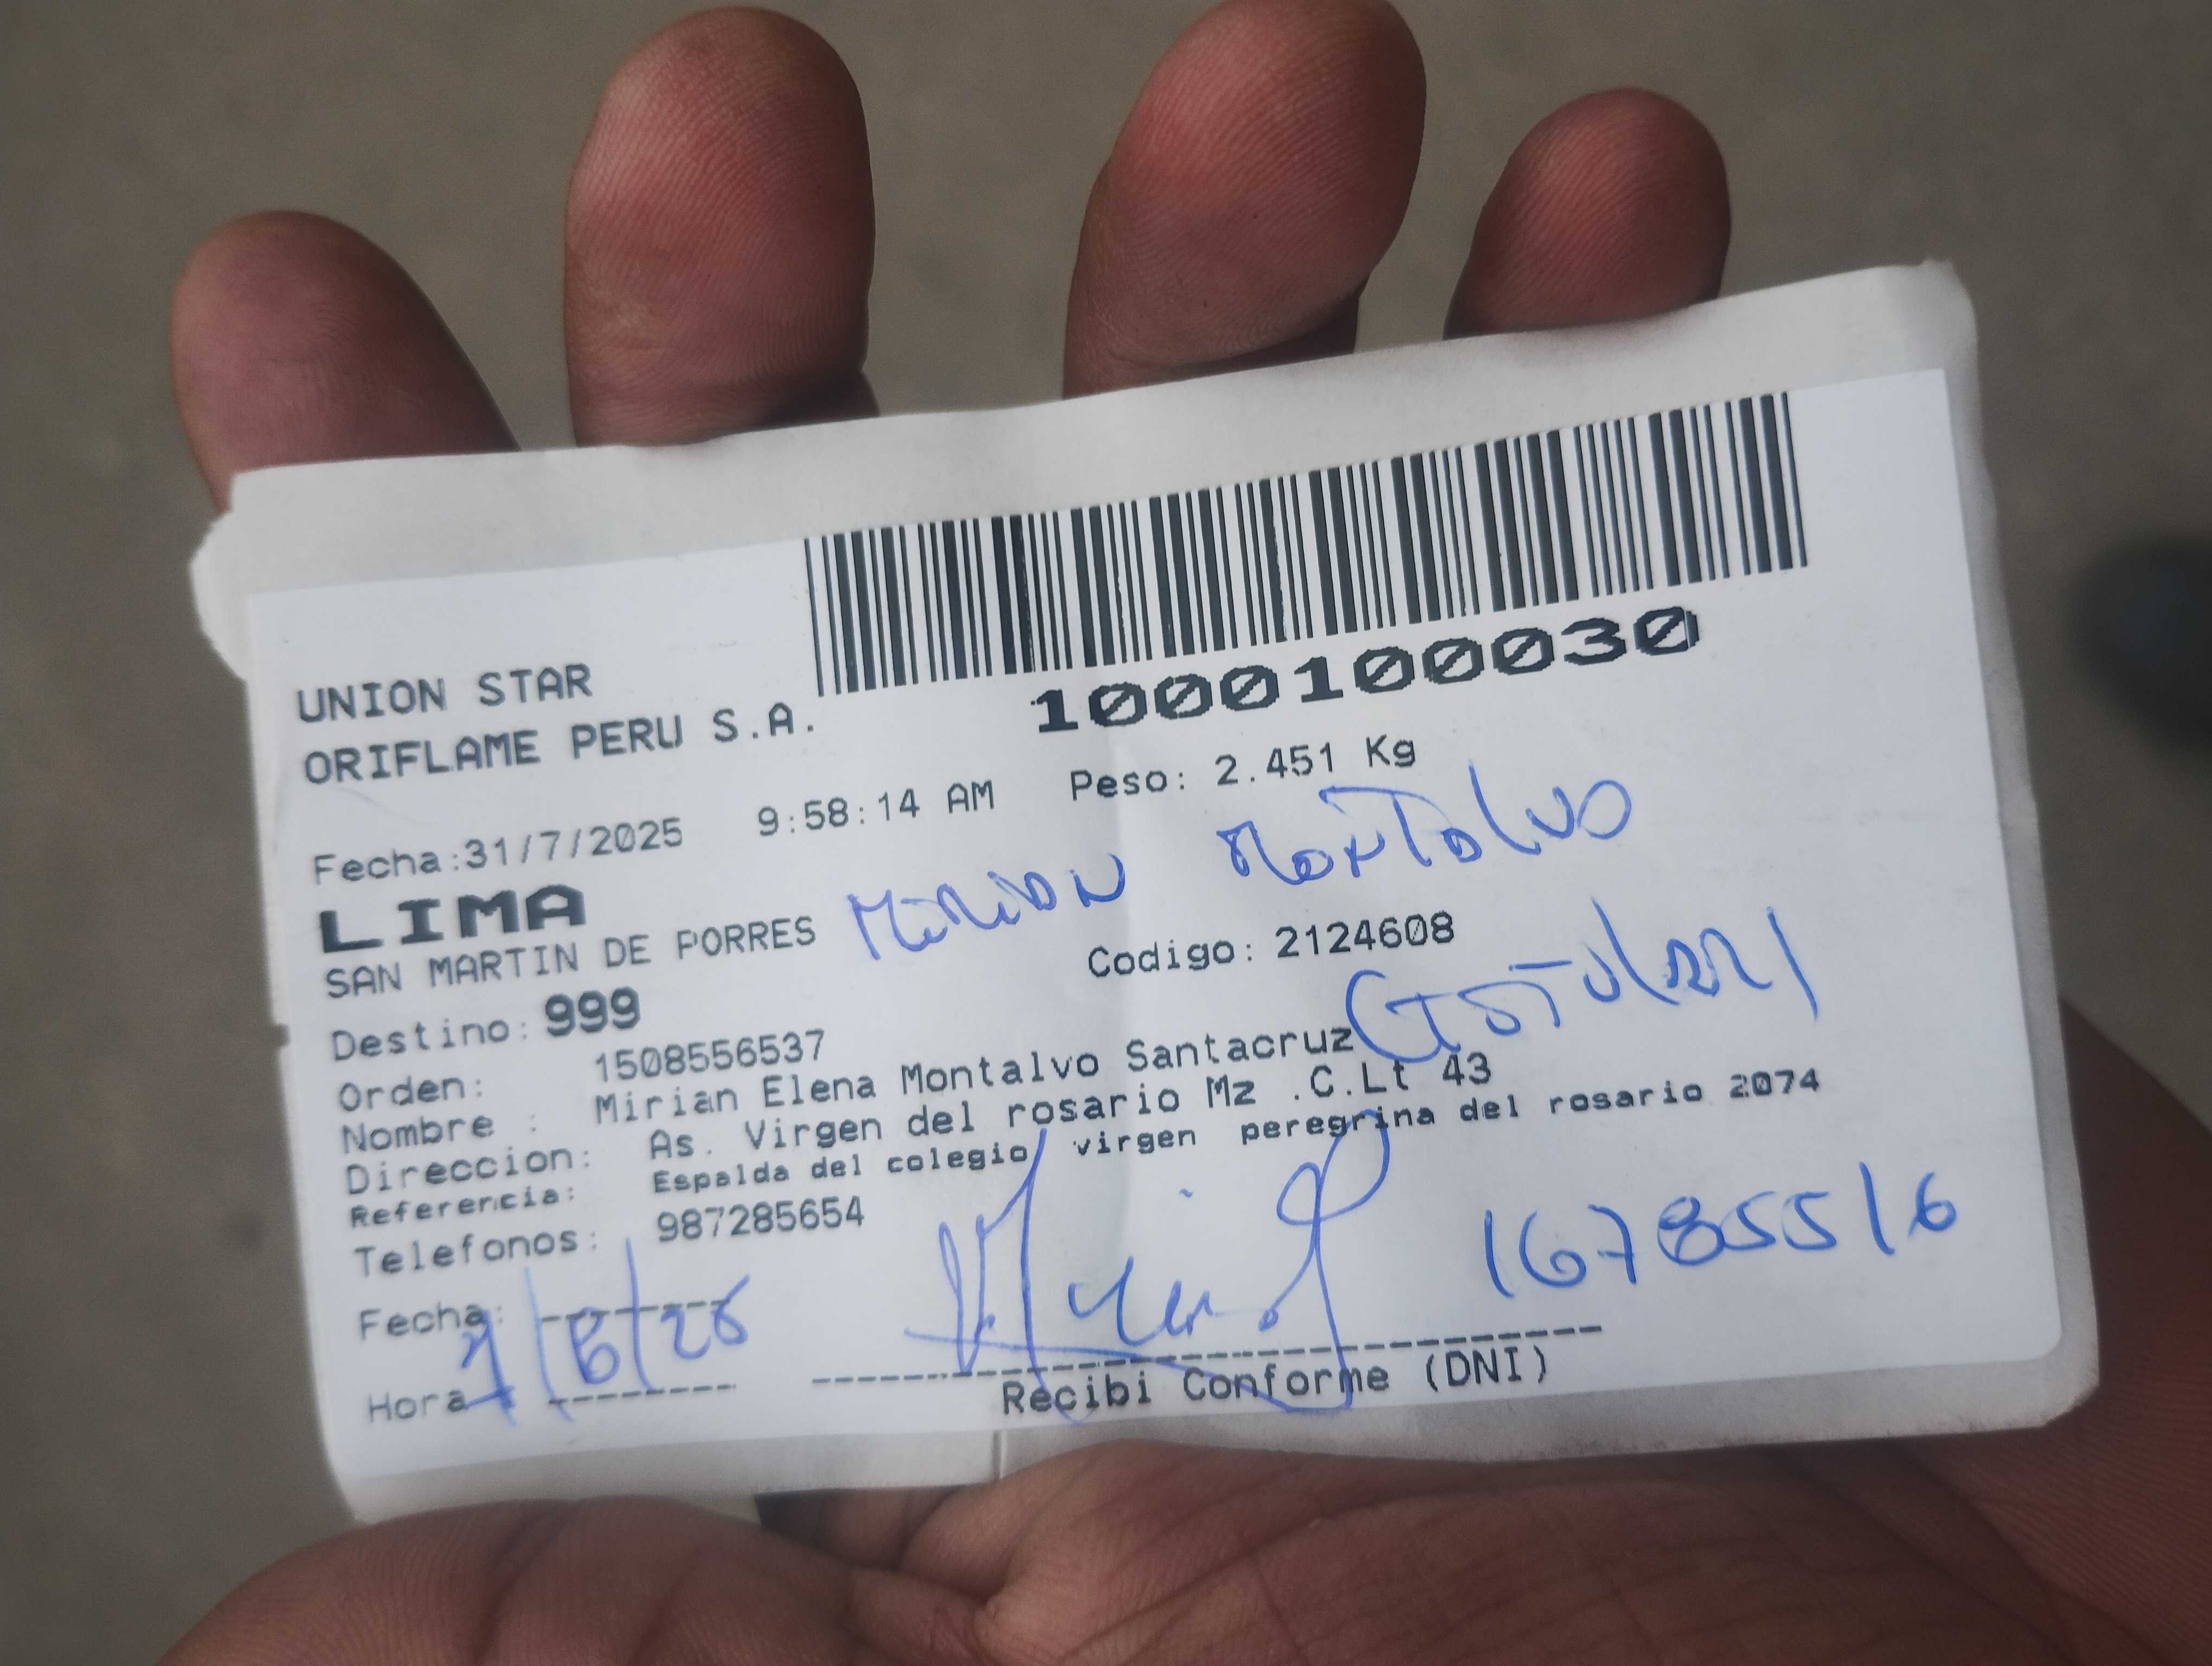 UNION STAR
ORIFLAME PERU S.A.
1000100030
Fecha:31/7/2025 9:58:14 AM Peso: 2.451 Kg
LIMA
SAN MARTIN DE PORRES
Mirian Montalvo
Codigo: 2124608
Destino: 999
(Titular)
Orden: 1508556537
Nombre : Mirian Elena Montalvo Santacruz
Direccion: As. Virgen del rosario Mz .C.Lt 43
Referencia: Espalda del colegio virgen peregrina del rosario 2074
Telefonos: 987285654
16785516
Fecha:
Hora
Recibi Conforme (DNI)